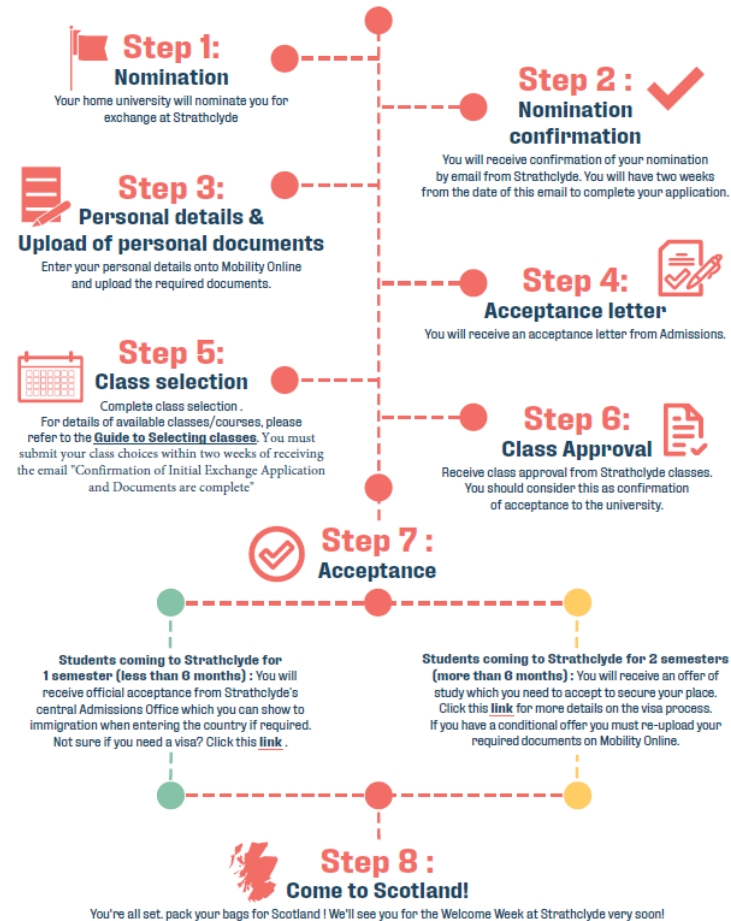 Step 1:
Nomination
Your home university will nominate you for
exchange at Strathclyde
Step 2 :
Nomination
confirmation
You will receive confirmation of your nomination
by email from Strathclyde. You will have two weeks
from the date of this email to complete your application.
Step 3:
Personal details &
Upload of personal documents
Enter your personal details onto Mobility Online
and upload the required documents.
Step 4:
Acceptance letter
You will receive an acceptance letter from Admissions.
Step 5:
Class selection
Complete class selection .
For details of available classes/courses, please
refer to the Guide to Selecting classes. You must
submit your class choices within two weeks of receiving
the email "Confirmation of Initial Exchange Application
and Documents are complete"
Step 6:
Class Approval
Receive class approval from Strathclyde classes.
You should consider this as confirmation
of acceptance to the university.
Step 7 :
Acceptance
Students coming to Strathclyde for
1 semester (less than 6 months) : You will
receive official acceptance from Strathclyde's
central Admissions Office which you can show to
immigration when entering the country if required.
Not sure if you need a visa? Click this link .
Students coming to Strathclyde for 2 semesters
(more than 6 months) : You will receive an offer of
study which you need to accept to secure your place.
Click this link for more details on the visa process.
If you have a conditional offer you must re-upload your
required documents on Mobility Online.
Step 8 :
Come to Scotland!
You're all set, pack your bags for Scotland ! We'll see you for the Welcome Week at Strathclyde very soon!